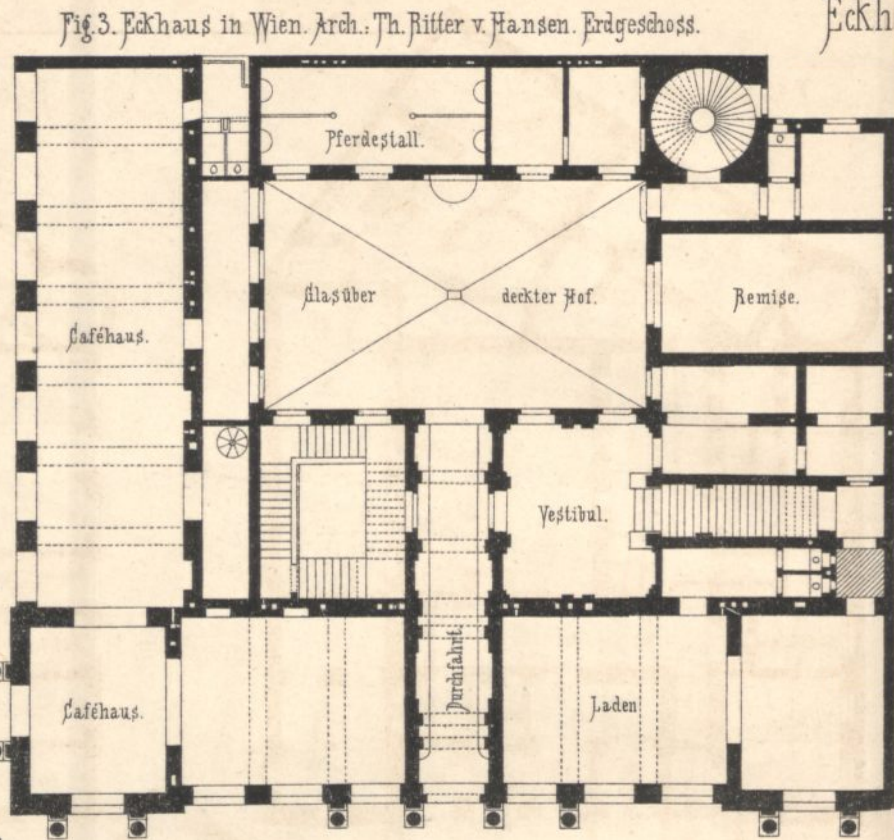 Fig.3. Eckhaus in Wien. Arch.: Th. Ritter v. Hansen. Erdgeschoss.
Eckh
Pferdestall.
Glasüber
deckter Hof.
Remise.
Caféhaus.
Vestibul.
Durchfahrt.
Caféhaus.
Laden